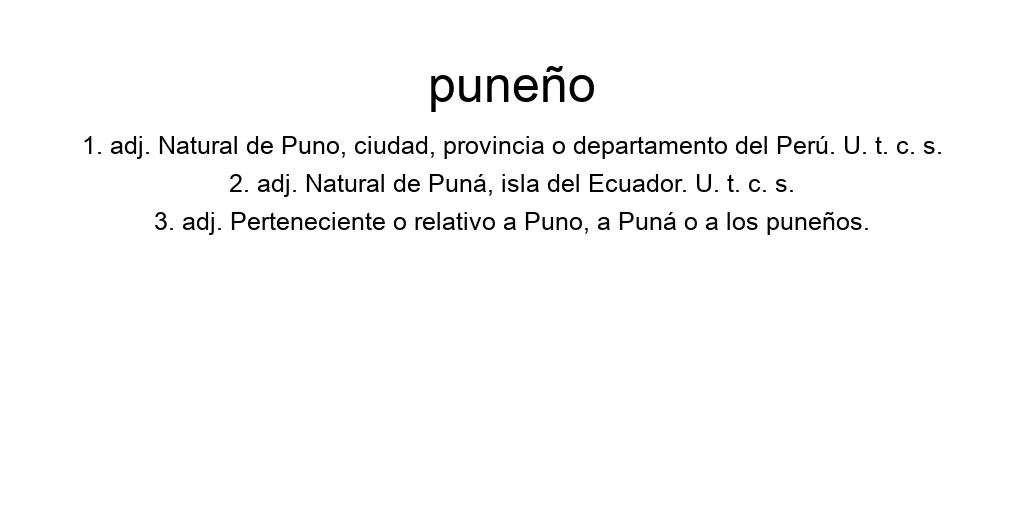 puneño
1. adj. Natural de Puno, ciudad, provincia o departamento del Perú. U. t. c. s.
2. adj. Natural de Puná, isla del Ecuador. U. t. c. s.
3. adj. Perteneciente o relativo a Puno, a Puná o a los puneños.